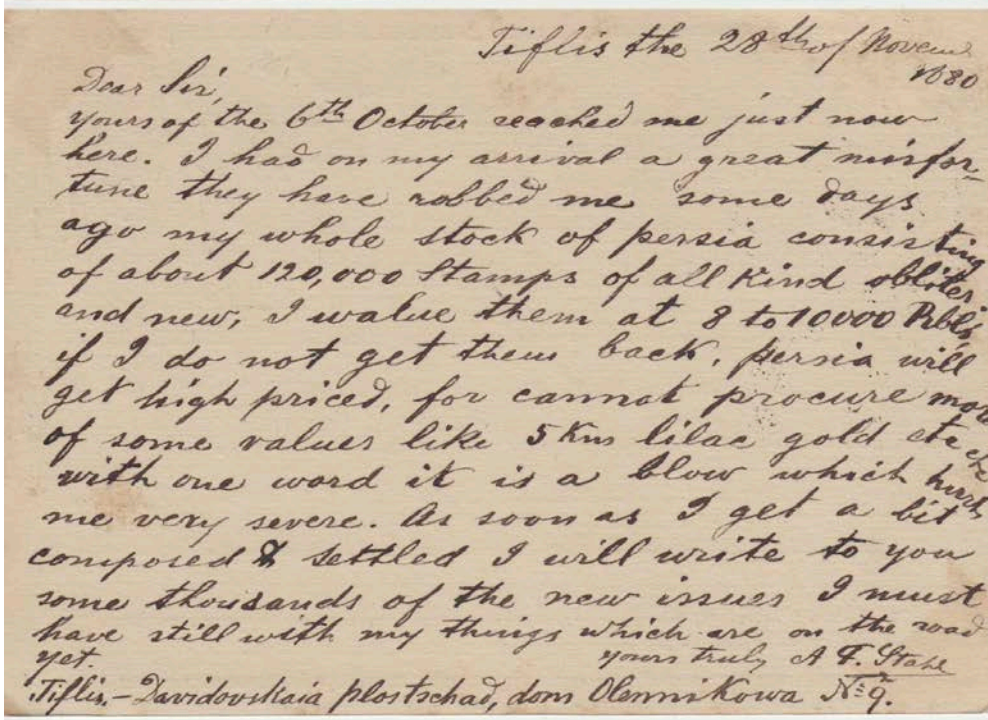 Tiflis the 28th of Novem
1880
Dear Sir,
yours of the 6th October reached me just now
here. I had on my arrival a great misfor-
tune they have robbed me some days
ago my whole stock of persia consisting
of about 120,000 Stamps of all Kind obliter.
and new, I walue them at 8 to 10000 Rbls,
if I do not get them back, persia will
get high priced, for cannot procure more
of some values like 5 Krn lilac gold etc etc
with one word it is a blow which hurts
me very severe. As soon as I get a bit
composed & settled I will write to you
some thousands of the new issues I must
have still with my things which are on the road
yet. yours truly A F. Stahl
Tiflis.- Davidovskaia plostschad, dom Olennikowa No 9.